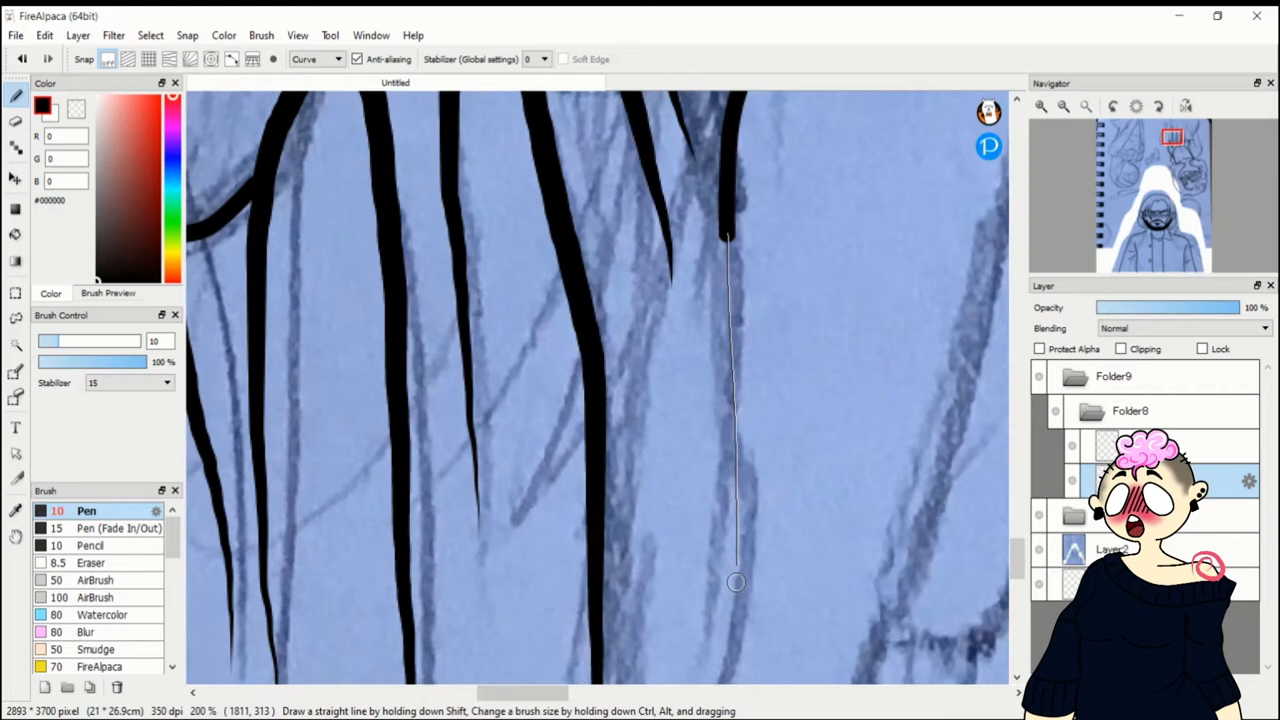 FireAlpaca (64bit)
File Edit Layer Filter Select Snap Color Brush View Tool Window Help
Snap off Curve Anti-aliasing Stabilizer (Global settings) 0 Soft Edge
Color
Untitled
Navigator
R 0
G 0
B 0
#000000
Color Brush Preview
Brush Control
10
100 %
Stabilizer 15
Brush
10 Pen
15 Pen (Fade In/Out)
10 Pencil
8.5 Eraser
50 AirBrush
100 AirBrush
80 Watercolor
80 Blur
50 Smudge
70 FireAlpaca
P
Layer
Opacity 100 %
Blending Normal
Protect Alpha Clipping Lock
Folder9
Folder8
Layer2
2893 * 3700 pixel (21 * 26.9cm) 350 dpi 200 % ( 1811, 313 ) Draw a straight line by holding down Shift, Change a brush size by holding down Ctrl, Alt, and dragging